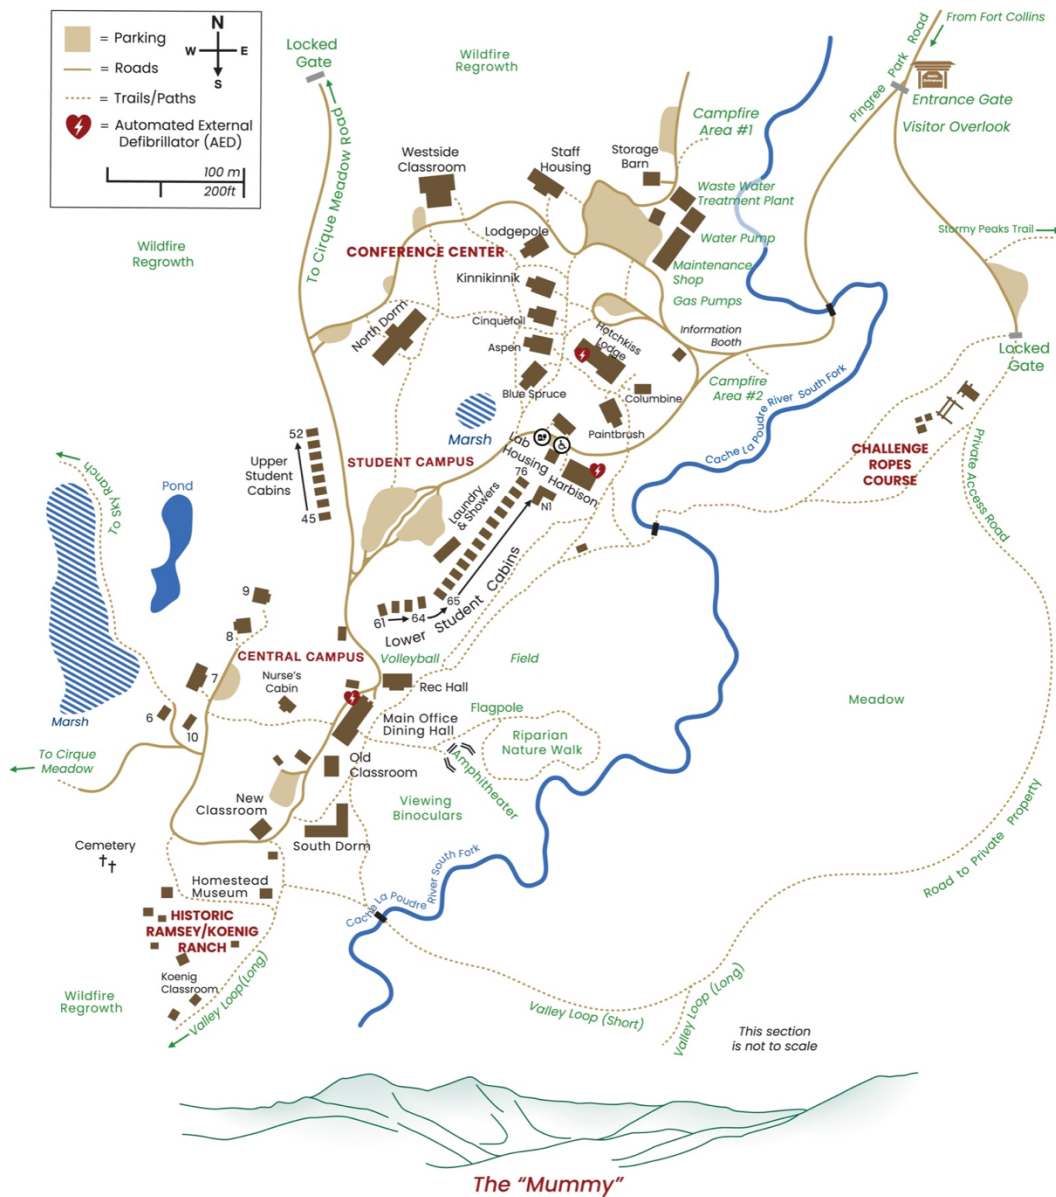 = Parking
= Roads
= Trails/Paths
= Automated External
Defibrillator (AED)
N
W
E
S
100 m
200ft
Locked
Gate
Wildfire
Regrowth
From Fort Collins
Pingree Park Road
Main
Entrance
Entrance Gate
Visitor Overlook
Campfire
Area #1
Westside
Classroom
Staff
Housing
Storage
Barn
Waste Water
Treatment Plant
To Cirque Meadow Road
Wildfire
Regrowth
Lodgepole
CONFERENCE CENTER
Water Pump
Stormy Peaks Trail
Kinnikinnik
Maintenance
Shop
Gas Pumps
North Dorm
Cinquefoil
Aspen
Hotchkiss
Lodge
Information
Booth
Locked
Gate
Blue Spruce
Columbine
Campfire
Area #2
Marsh
Paintbrush
Cache La Poudre River South Fork
52
Upper
Student
Cabins
45
STUDENT CAMPUS
Lab
Housing
76
Harbison
N1
CHALLENGE
ROPES
COURSE
Private Access Road
To Sky Ranch
Pond
Laundry
& Showers
61
64
65
Lower Student Cabins
9
8
CENTRAL CAMPUS
Volleyball
Field
7
Nurse's
Cabin
Rec Hall
Meadow
Marsh
6
10
Main Office
Dining Hall
Flagpole
Riparian
Nature Walk
To Cirque
Meadow
Old
Classroom
Amphitheater
New
Classroom
Viewing
Binoculars
Cemetery
South Dorm
Road to Private Property
Homestead
Museum
Cache La Poudre
River South Fork
HISTORIC
RAMSEY/KOENIG
RANCH
Koenig
Classroom
Wildfire
Regrowth
Valley Loop(Long)
Valley Loop (Short)
Valley Loop (Long)
This section
is not to scale
The “Mummy”